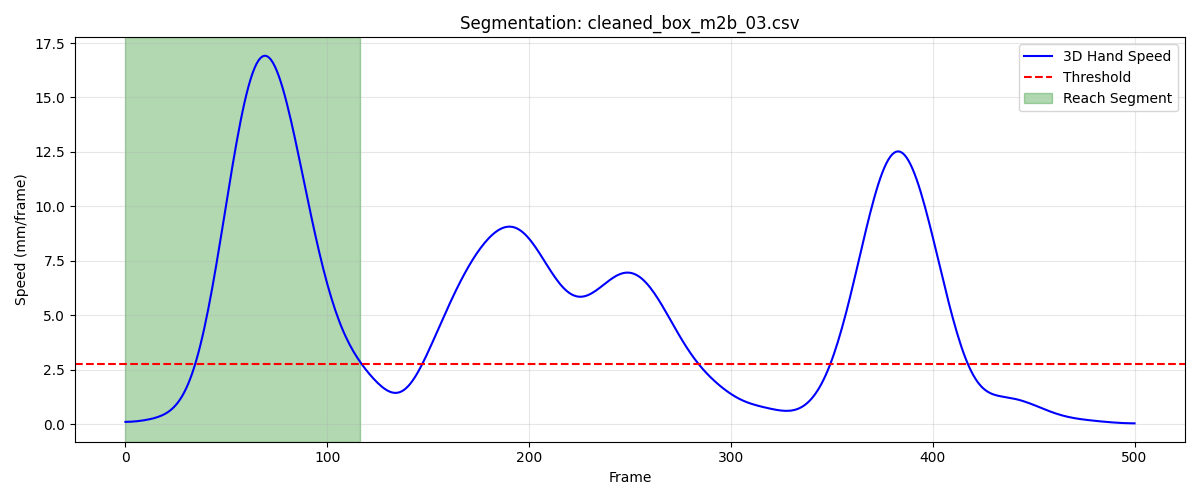 Segmentation: cleaned_box_m2b_03.csv
17.5
15.0
12.5
10.0
7.5
5.0
2.5
0.0
Speed (mm/frame)
3D Hand Speed
Threshold
Reach Segment
0 100 200 300 400 500
Frame